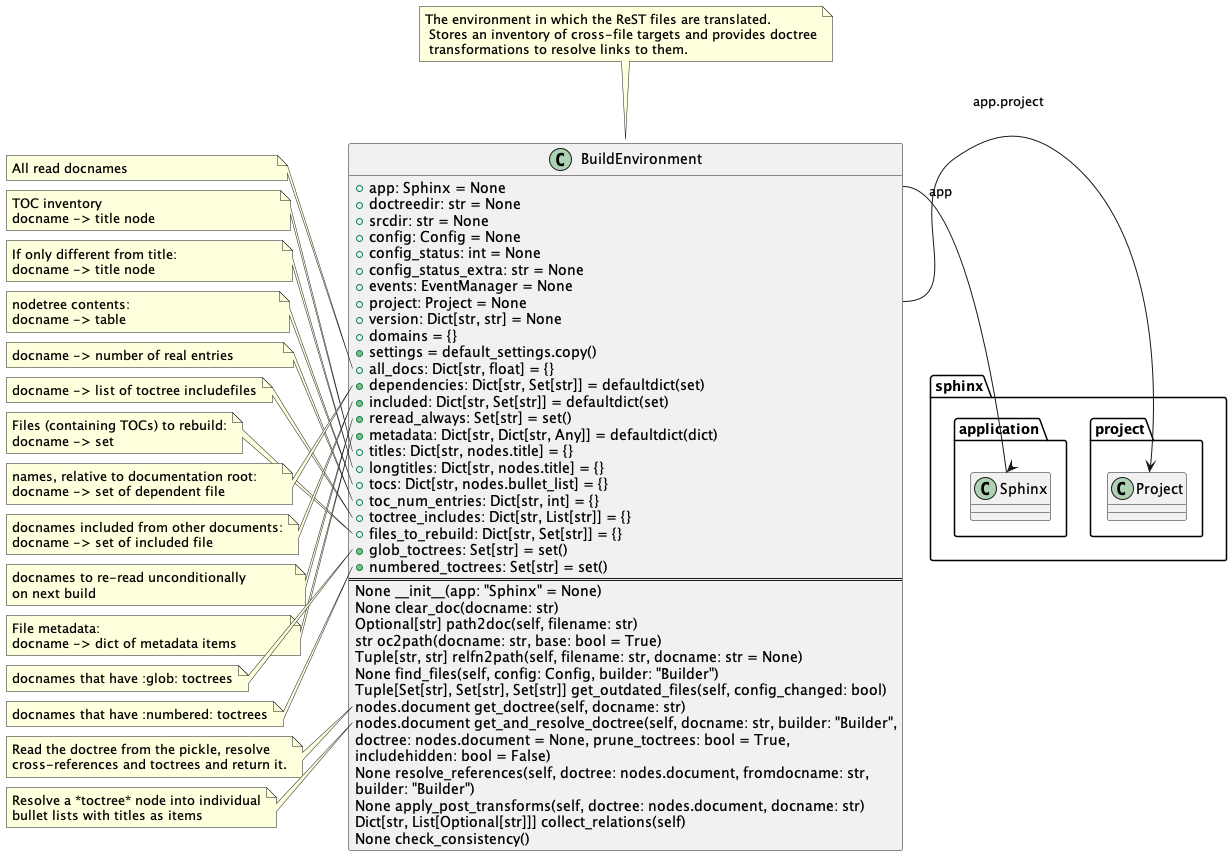 The environment in which the ReST files are translated.
Stores an inventory of cross-file targets and provides doctree
transformations to resolve links to them.
app.project
app
All read docnames
TOC inventory
docname -> title node
If only different from title:
docname -> title node
nodetree contents:
docname -> table
docname -> number of real entries
docname -> list of toctree includefiles
Files (containing TOCs) to rebuild:
docname -> set
names, relative to documentation root:
docname -> set of dependent file
docnames included from other documents:
docname -> set of included file
docnames to re-read unconditionally
on next build
File metadata:
docname -> dict of metadata items
docnames that have :glob: toctrees
docnames that have :numbered: toctrees
Read the doctree from the pickle, resolve
cross-references and toctrees and return it.
Resolve a *toctree* node into individual
bullet lists with titles as items
C BuildEnvironment
app: Sphinx = None
doctreedir: str = None
srcdir: str = None
config: Config = None
config_status: int = None
config_status_extra: str = None
events: EventManager = None
project: Project = None
version: Dict[str, str] = None
domains = {}
settings = default_settings.copy()
all_docs: Dict[str, float] = {}
dependencies: Dict[str, Set[str]] = defaultdict(set)
included: Dict[str, Set[str]] = defaultdict(set)
reread_always: Set[str] = set()
metadata: Dict[str, Dict[str, Any]] = defaultdict(dict)
titles: Dict[str, nodes.title] = {}
longtitles: Dict[str, nodes.title] = {}
tocs: Dict[str, nodes.bullet_list] = {}
toc_num_entries: Dict[str, int] = {}
toctree_includes: Dict[str, List[str]] = {}
files_to_rebuild: Dict[str, Set[str]] = {}
glob_toctrees: Set[str] = set()
numbered_toctrees: Set[str] = set()
None __init__(app: "Sphinx" = None)
None clear_doc(docname: str)
Optional[str] path2doc(self, filename: str)
str oc2path(docname: str, base: bool = True)
Tuple[str, str] relfn2path(self, filename: str, docname: str = None)
None find_files(self, config: Config, builder: "Builder")
Tuple[Set[str], Set[str], Set[str]] get_outdated_files(self, config_changed: bool)
nodes.document get_doctree(self, docname: str)
nodes.document get_and_resolve_doctree(self, docname: str, builder: "Builder",
doctree: nodes.document = None, prune_toctrees: bool = True,
includehidden: bool = False)
None resolve_references(self, doctree: nodes.document, fromdocname: str,
builder: "Builder")
None apply_post_transforms(self, doctree: nodes.document, docname: str)
Dict[str, List[Optional[str]]] collect_relations(self)
None check_consistency()
sphinx
application
C Sphinx
project
C Project